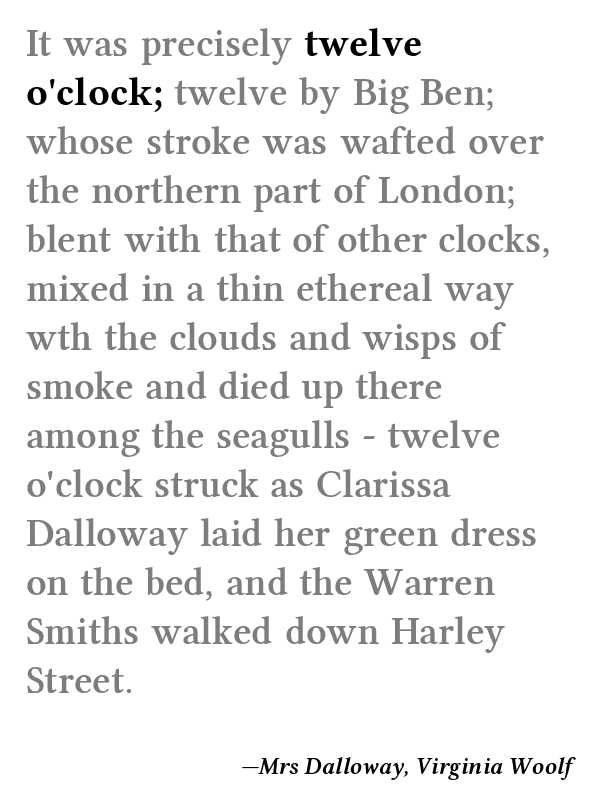 It was precisely twelve
o'clock; twelve by Big Ben;
whose stroke was wafted over
the northern part of London;
blent with that of other clocks,
mixed in a thin ethereal way
wth the clouds and wisps of
smoke and died up there
among the seagulls - twelve
o'clock struck as Clarissa
Dalloway laid her green dress
on the bed, and the Warren
Smiths walked down Harley
Street.
—Mrs Dalloway, Virginia Woolf